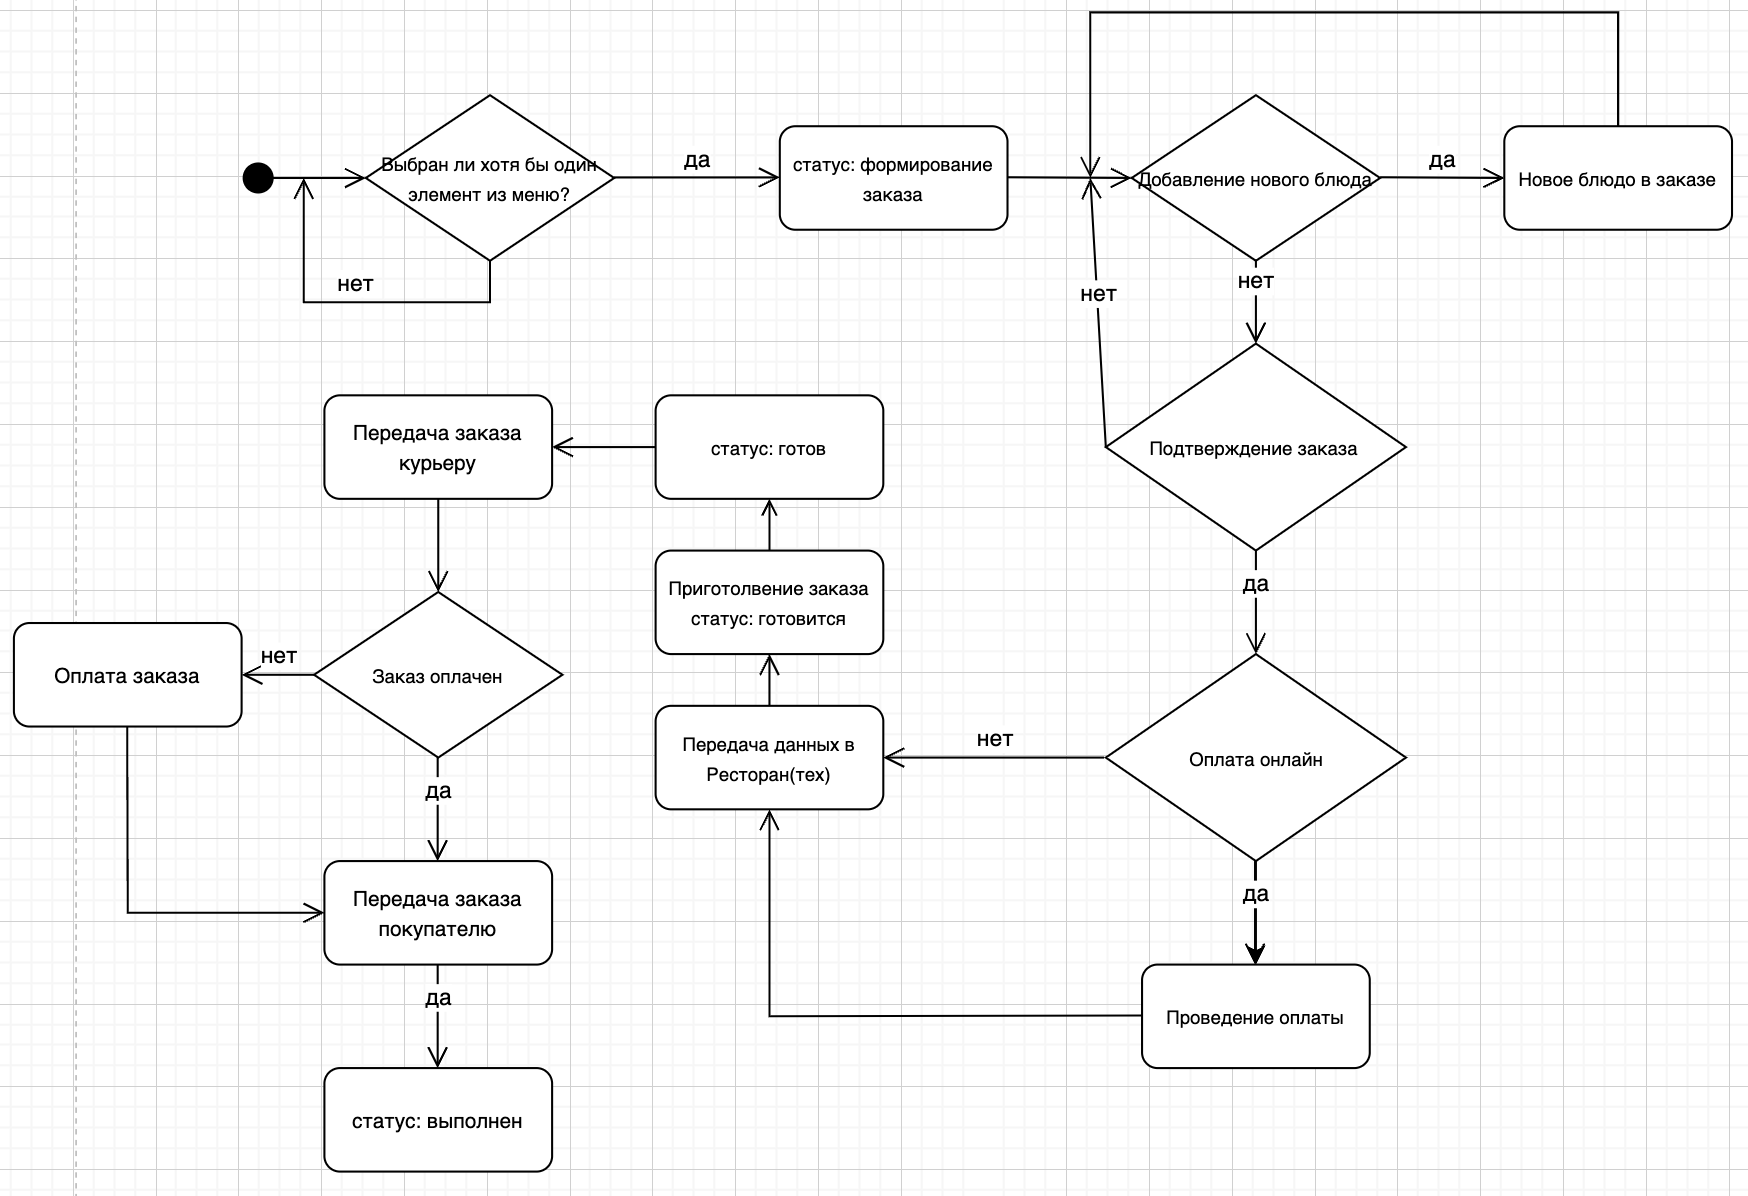 Выбран ли хотя бы один
элемент из меню?
да
нет
статус: формирование
заказа
Добавление нового блюда
да
Новое блюдо в заказе
нет
нет
Подтверждение заказа
да
Оплата онлайн
нет
да
Проведение оплаты
Передача данных в
Ресторан(тех)
Приготолвение заказа
статус: готовится
статус: готов
Передача заказа
курьеру
Заказ оплачен
нет
Оплата заказа
да
Передача заказа
покупателю
да
статус: выполнен